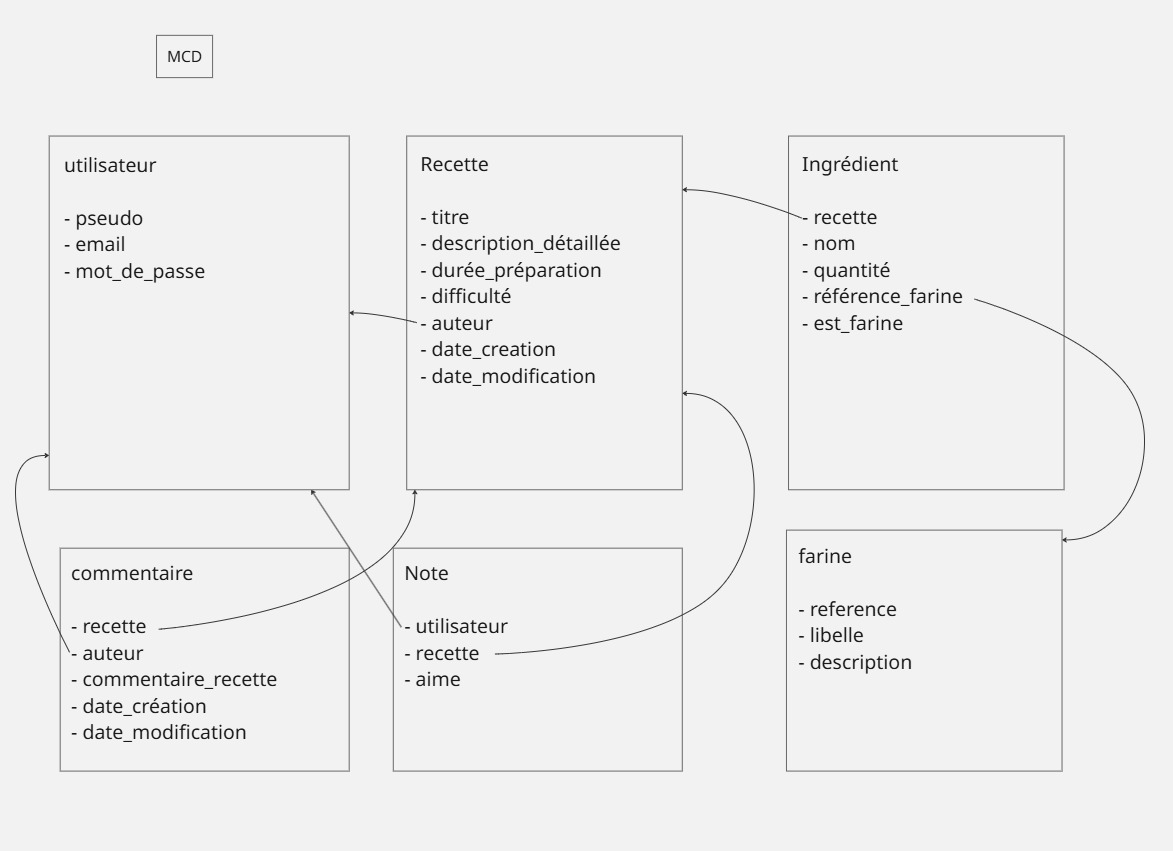 MCD
utilisateur
- pseudo
- email
- mot_de_passe
Recette
- titre
- description_détaillée
- durée_préparation
- difficulté
- auteur
- date_creation
- date_modification
Ingrédient
- recette
- nom
- quantité
- référence_farine
- est_farine
commentaire
- recette
- auteur
- commentaire_recette
- date_création
- date_modification
Note
- utilisateur
- recette
- aime
farine
- reference
- libelle
- description